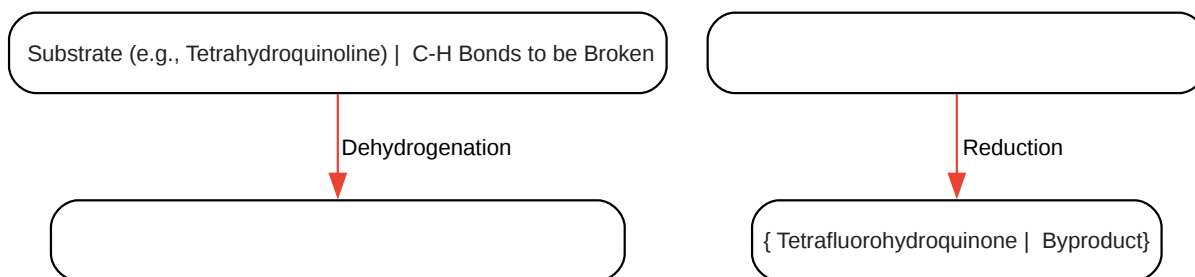 Substrate (e.g., Tetrahydroquinoline) | C-H Bonds to be Broken
Dehydrogenation
Reduction
{ Tetrafluorohydroquinone | Byproduct}